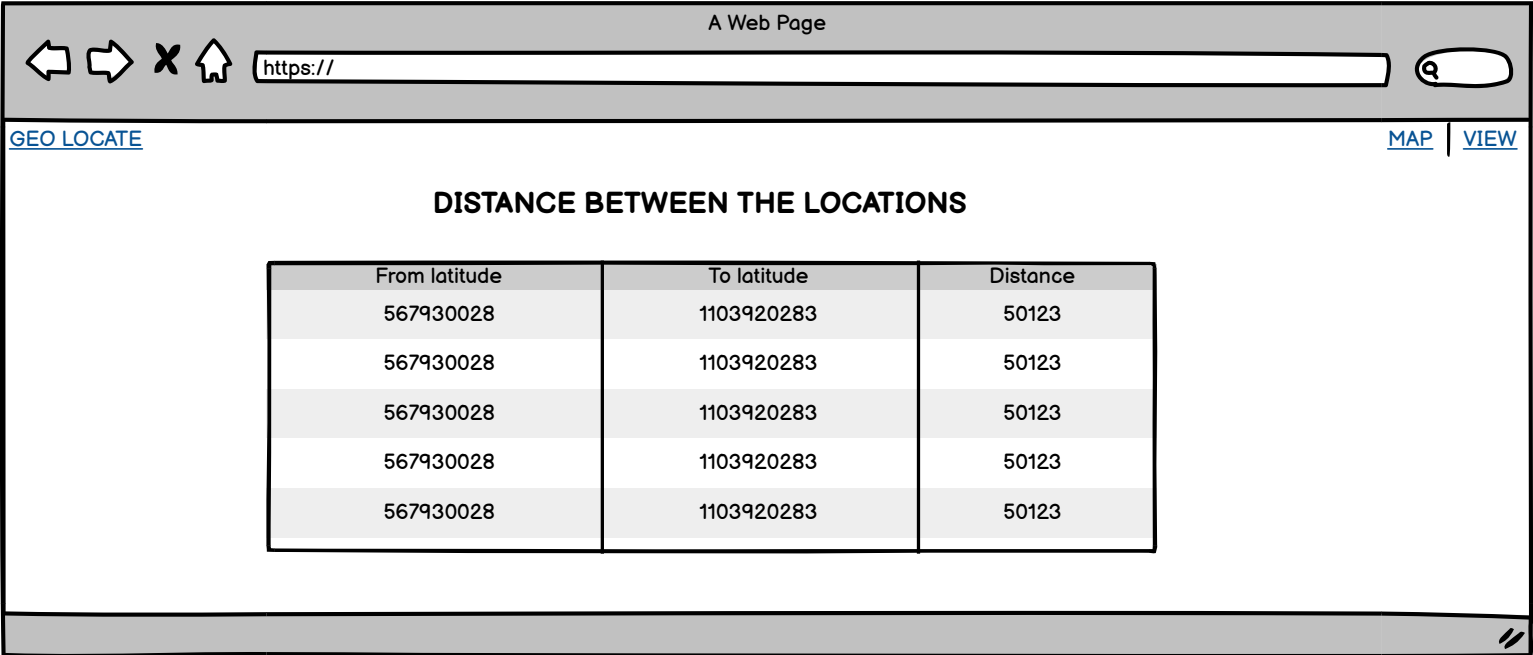 A Web Page
https://
GEO LOCATE
MAP VIEW
DISTANCE BETWEEN THE LOCATIONS
From latitude To latitude Distance
567930028 1103920283 50123
567930028 1103920283 50123
567930028 1103920283 50123
567930028 1103920283 50123
567930028 1103920283 50123